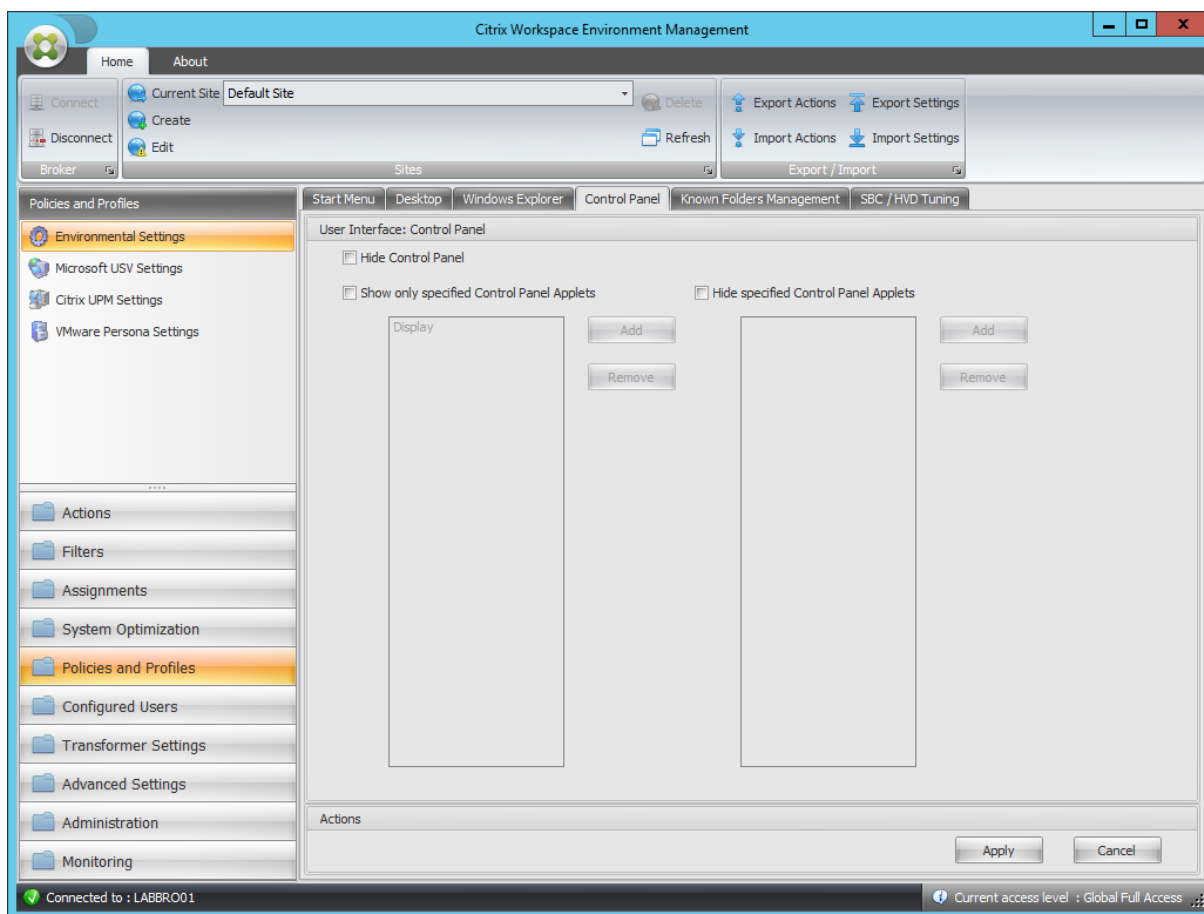 Citrix Workspace Environment Management
Home About
Connect
Disconnect
Broker
Current Site Default Site
Create
Edit
Delete
Refresh
Sites
Export Actions Export Settings
Import Actions Import Settings
Export / Import
Policies and Profiles
Environmental Settings
Microsoft USV Settings
Citrix UPM Settings
VMware Persona Settings
Actions
Filters
Assignments
System Optimization
Policies and Profiles
Configured Users
Transformer Settings
Advanced Settings
Administration
Monitoring
Start Menu Desktop Windows Explorer Control Panel Known Folders Management SBC / HVD Tuning
User Interface: Control Panel
Hide Control Panel
Show only specified Control Panel Applets
Display
Add
Remove
Hide specified Control Panel Applets
Add
Remove
Actions
Apply Cancel
Connected to : LABBRO01
Current access level : Global Full Access